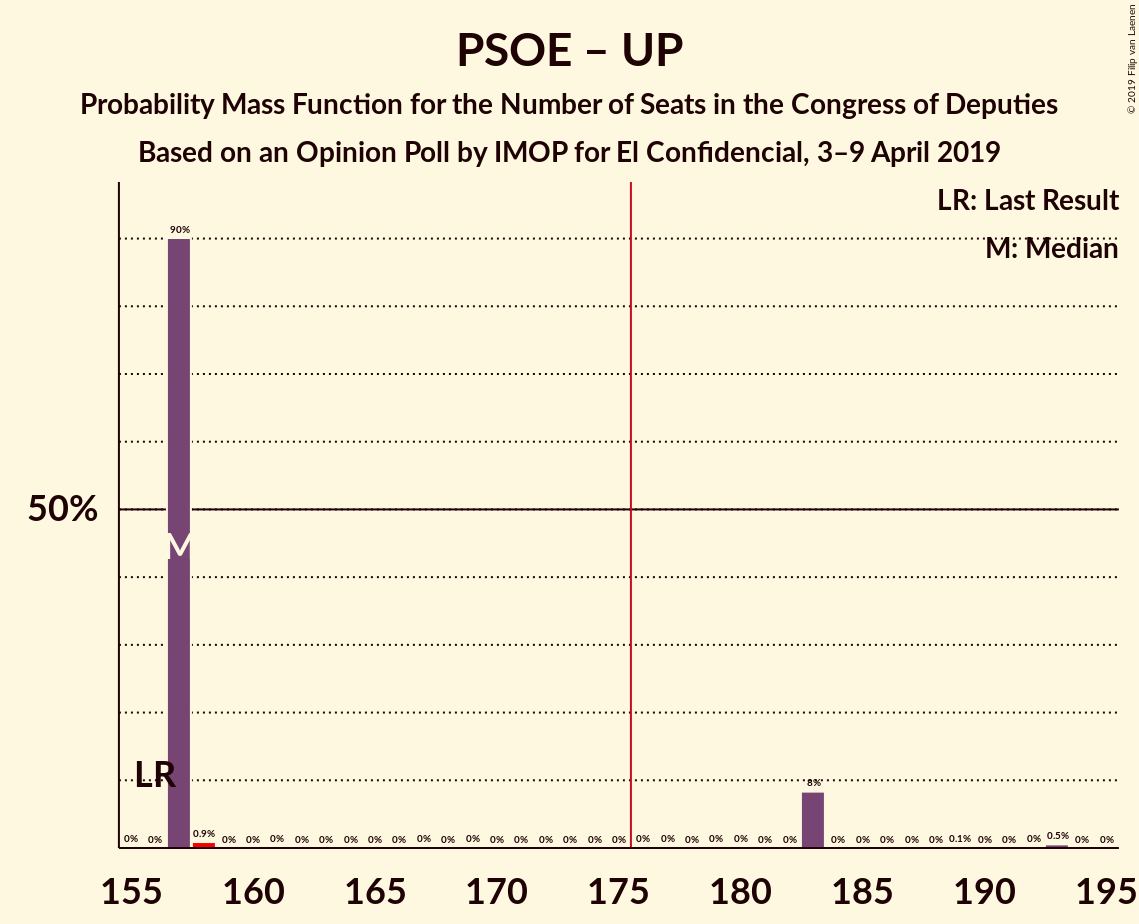 PSOE – UP
Probability Mass Function for the Number of Seats in the Congress of Deputies
Based on an Opinion Poll by IMOP for El Confidencial, 3–9 April 2019
© 2019 Filip van Laenen
LR: Last Result
M: Median
90%
50%
M
LR
8%
0% 0% 0.9% 0% 0% 0% 0% 0% 0% 0% 0% 0% 0% 0% 0% 0% 0% 0% 0% 0% 0% 0% 0% 0% 0% 0% 0% 0% 0% 0% 0% 0% 0.1% 0% 0% 0% 0.5% 0% 0%
155 160 165 170 175 180 185 190 195